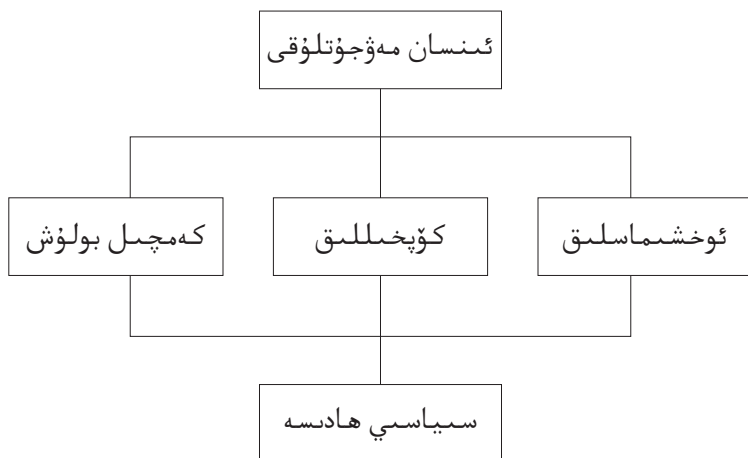 ئىنسان مەۋجۇتلۇقى
ئوخشىماسلىق
كۆپخىللىق
كەمچىل بولۇش
سىياسىي ھادىسە